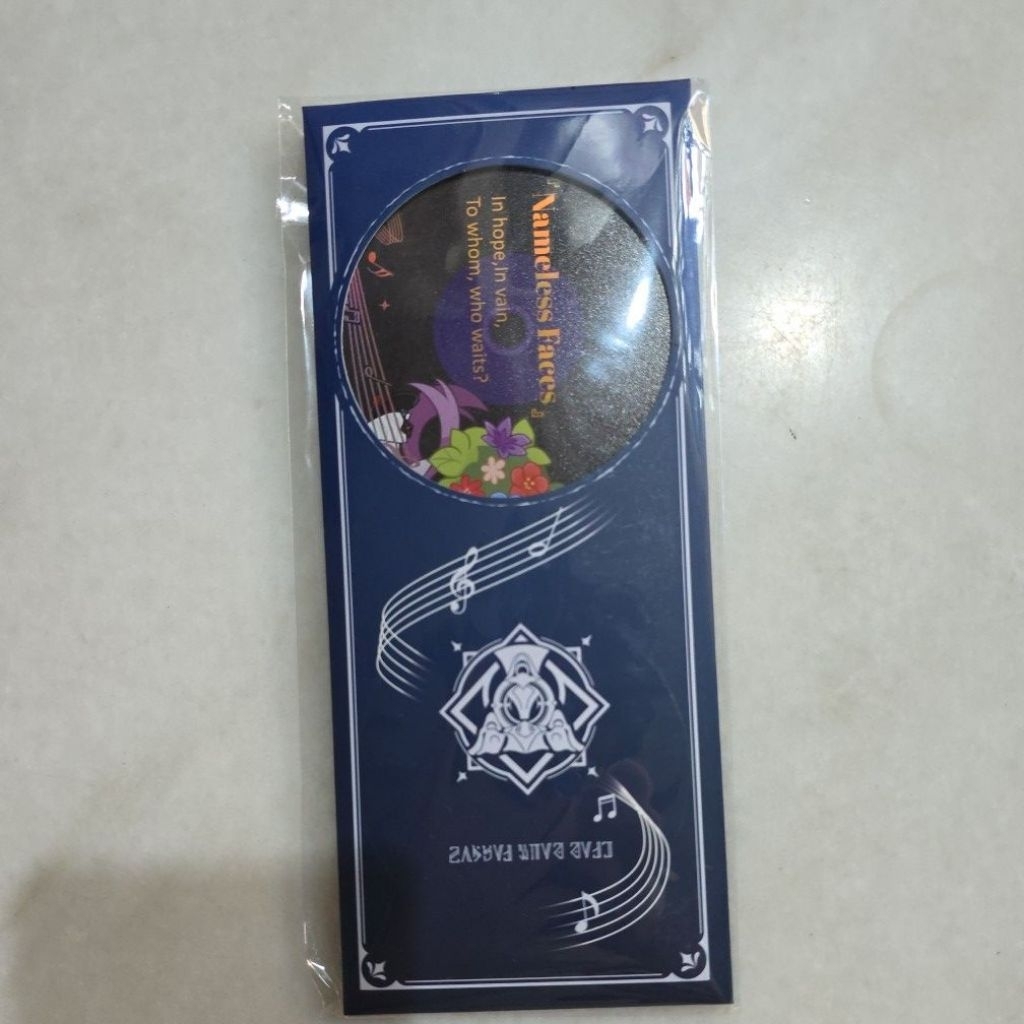 『Nameless Faces』
In hope,In vain,
To whom, who waits?